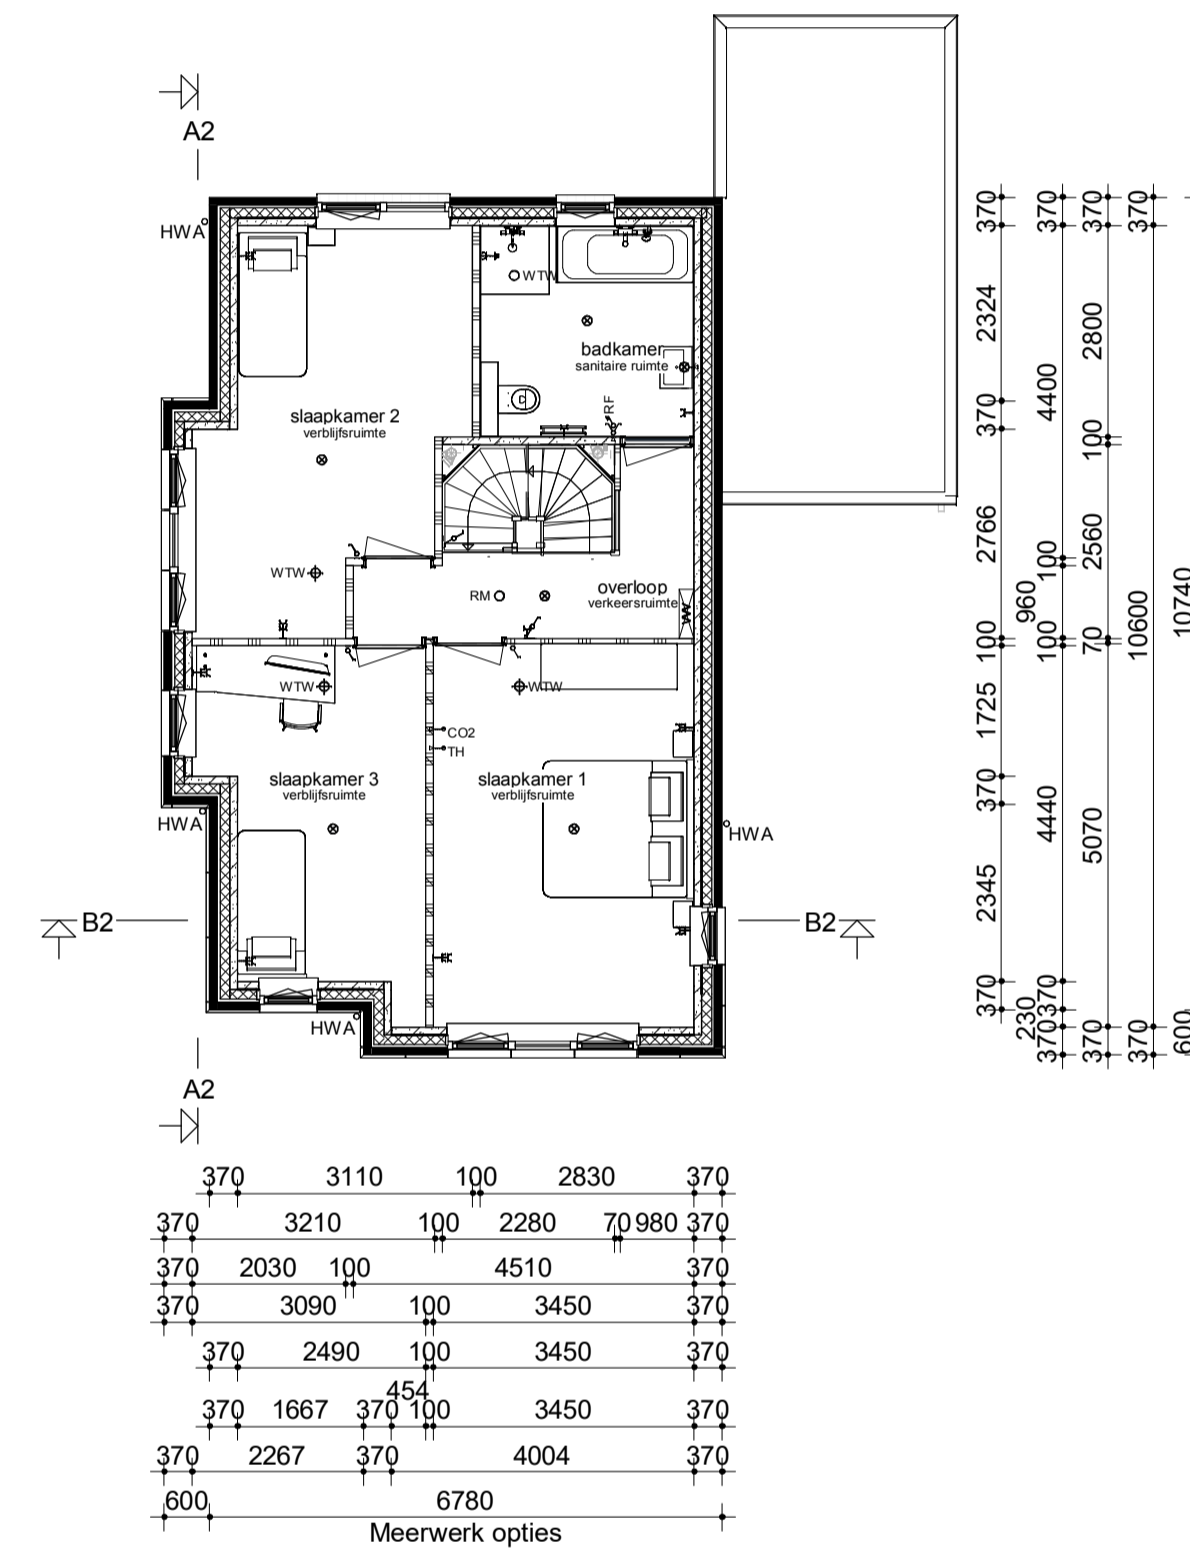 A2
HWA
WTW
badkamer
sanitaire ruimte
RF
slaapkamer 2
verblijfsruimte
WTW
RM
overloop
verkeersruimte
WTW
WTW
CO2
TH
slaapkamer 3
verblijfsruimte
slaapkamer 1
verblijfsruimte
HWA
HWA
B2
B2
HWA
A2
370 2324 370 2766 100 1725 370 2345 370
370 4400 100 960 100 4440 370 230 370
370 2800 100 2560 70 5070 370
370 10600 370
10740 600
370 3110 100 2830 370
370 3210 100 2280 70 980 370
370 2030 100 4510 370
370 3090 100 3450 370
370 2490 100 3450 370
454
370 1667 370 100 3450 370
370 2267 370 4004 370
600 6780
Meerwerk opties